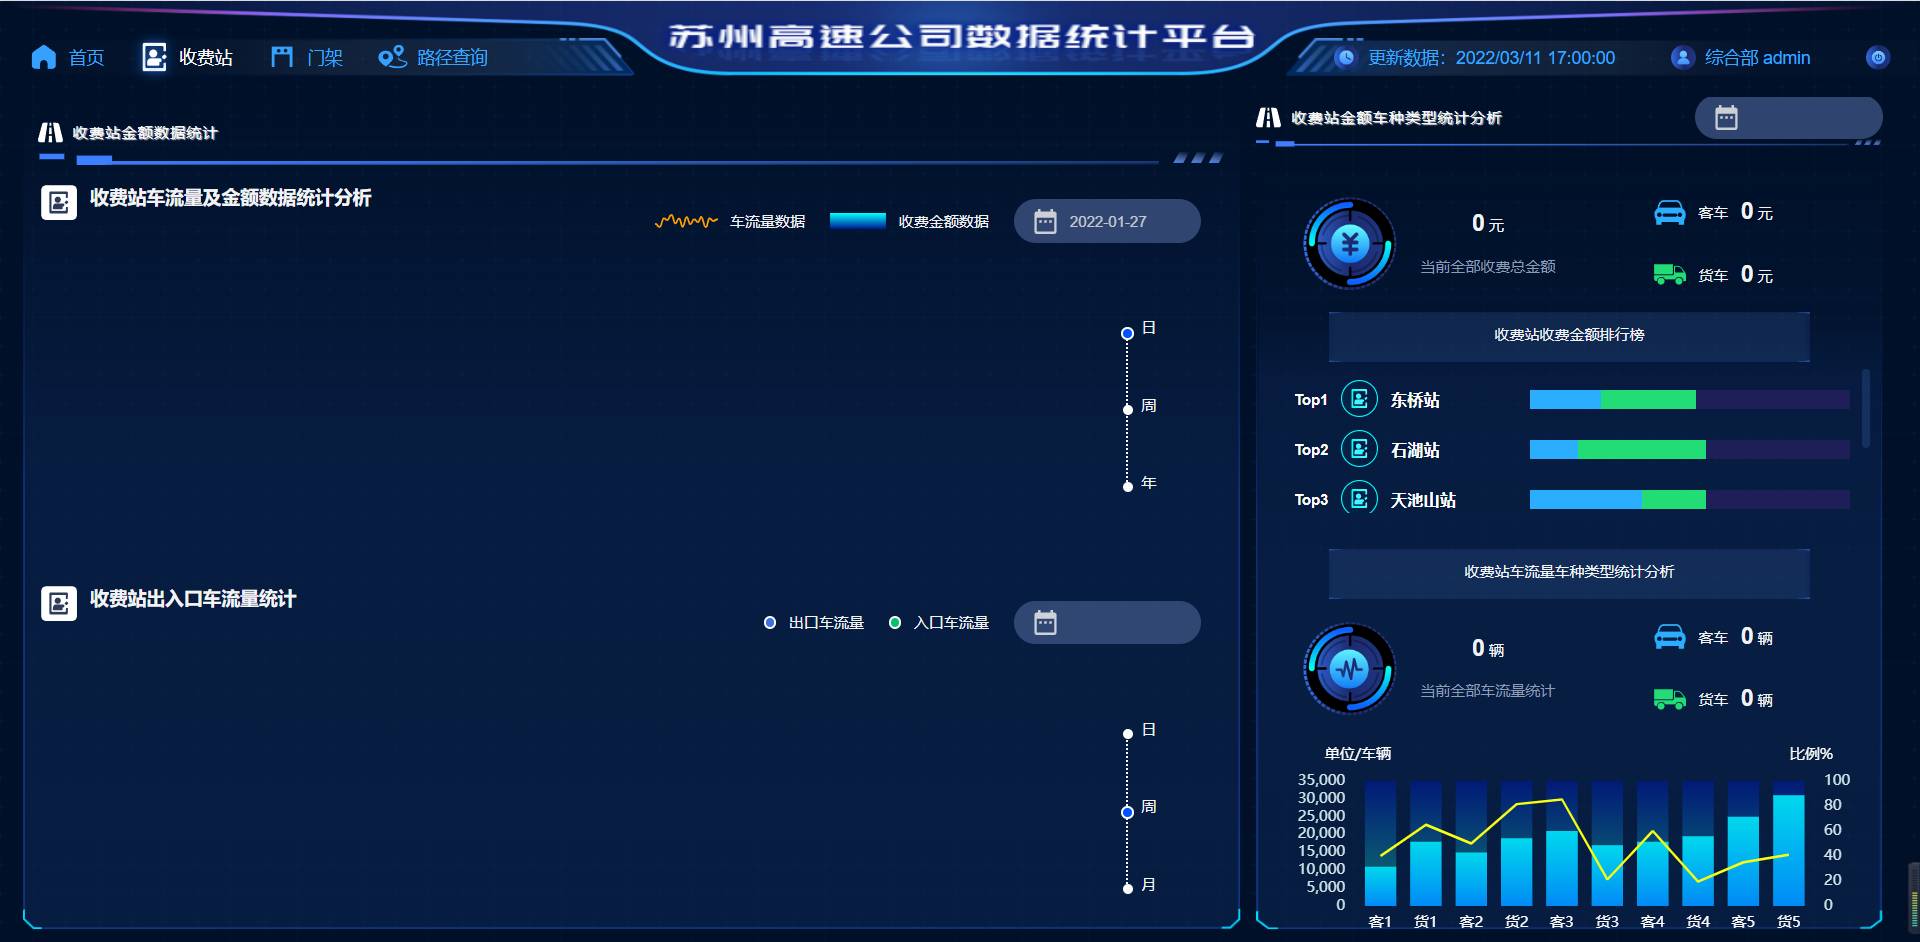 苏州高速公司数据统计平台
首页 收费站 门架 路径查询
更新数据：2022/03/11 17:00:00 综合部 admin
收费站金额数据统计
收费站车流量及金额数据统计分析
车流量数据 收费金额数据 2022-01-27
日
周
年
收费站出入口车流量统计
出口车流量 入口车流量
日
周
月
收费站金额车种类型统计分析
0 元
当前全部收费总金额
客车 0 元
货车 0 元
收费站收费金额排行榜
Top1 东桥站
Top2 石湖站
Top3 天池山站
收费站车流量车种类型统计分析
0 辆
当前全部车流量统计
客车 0 辆
货车 0 辆
单位/车辆 比例%
35,000 100
30,000 80
25,000
20,000 60
15,000 40
10,000
5,000 20
0 0
客1 货1 客2 货2 客3 货3 客4 货4 客5 货5